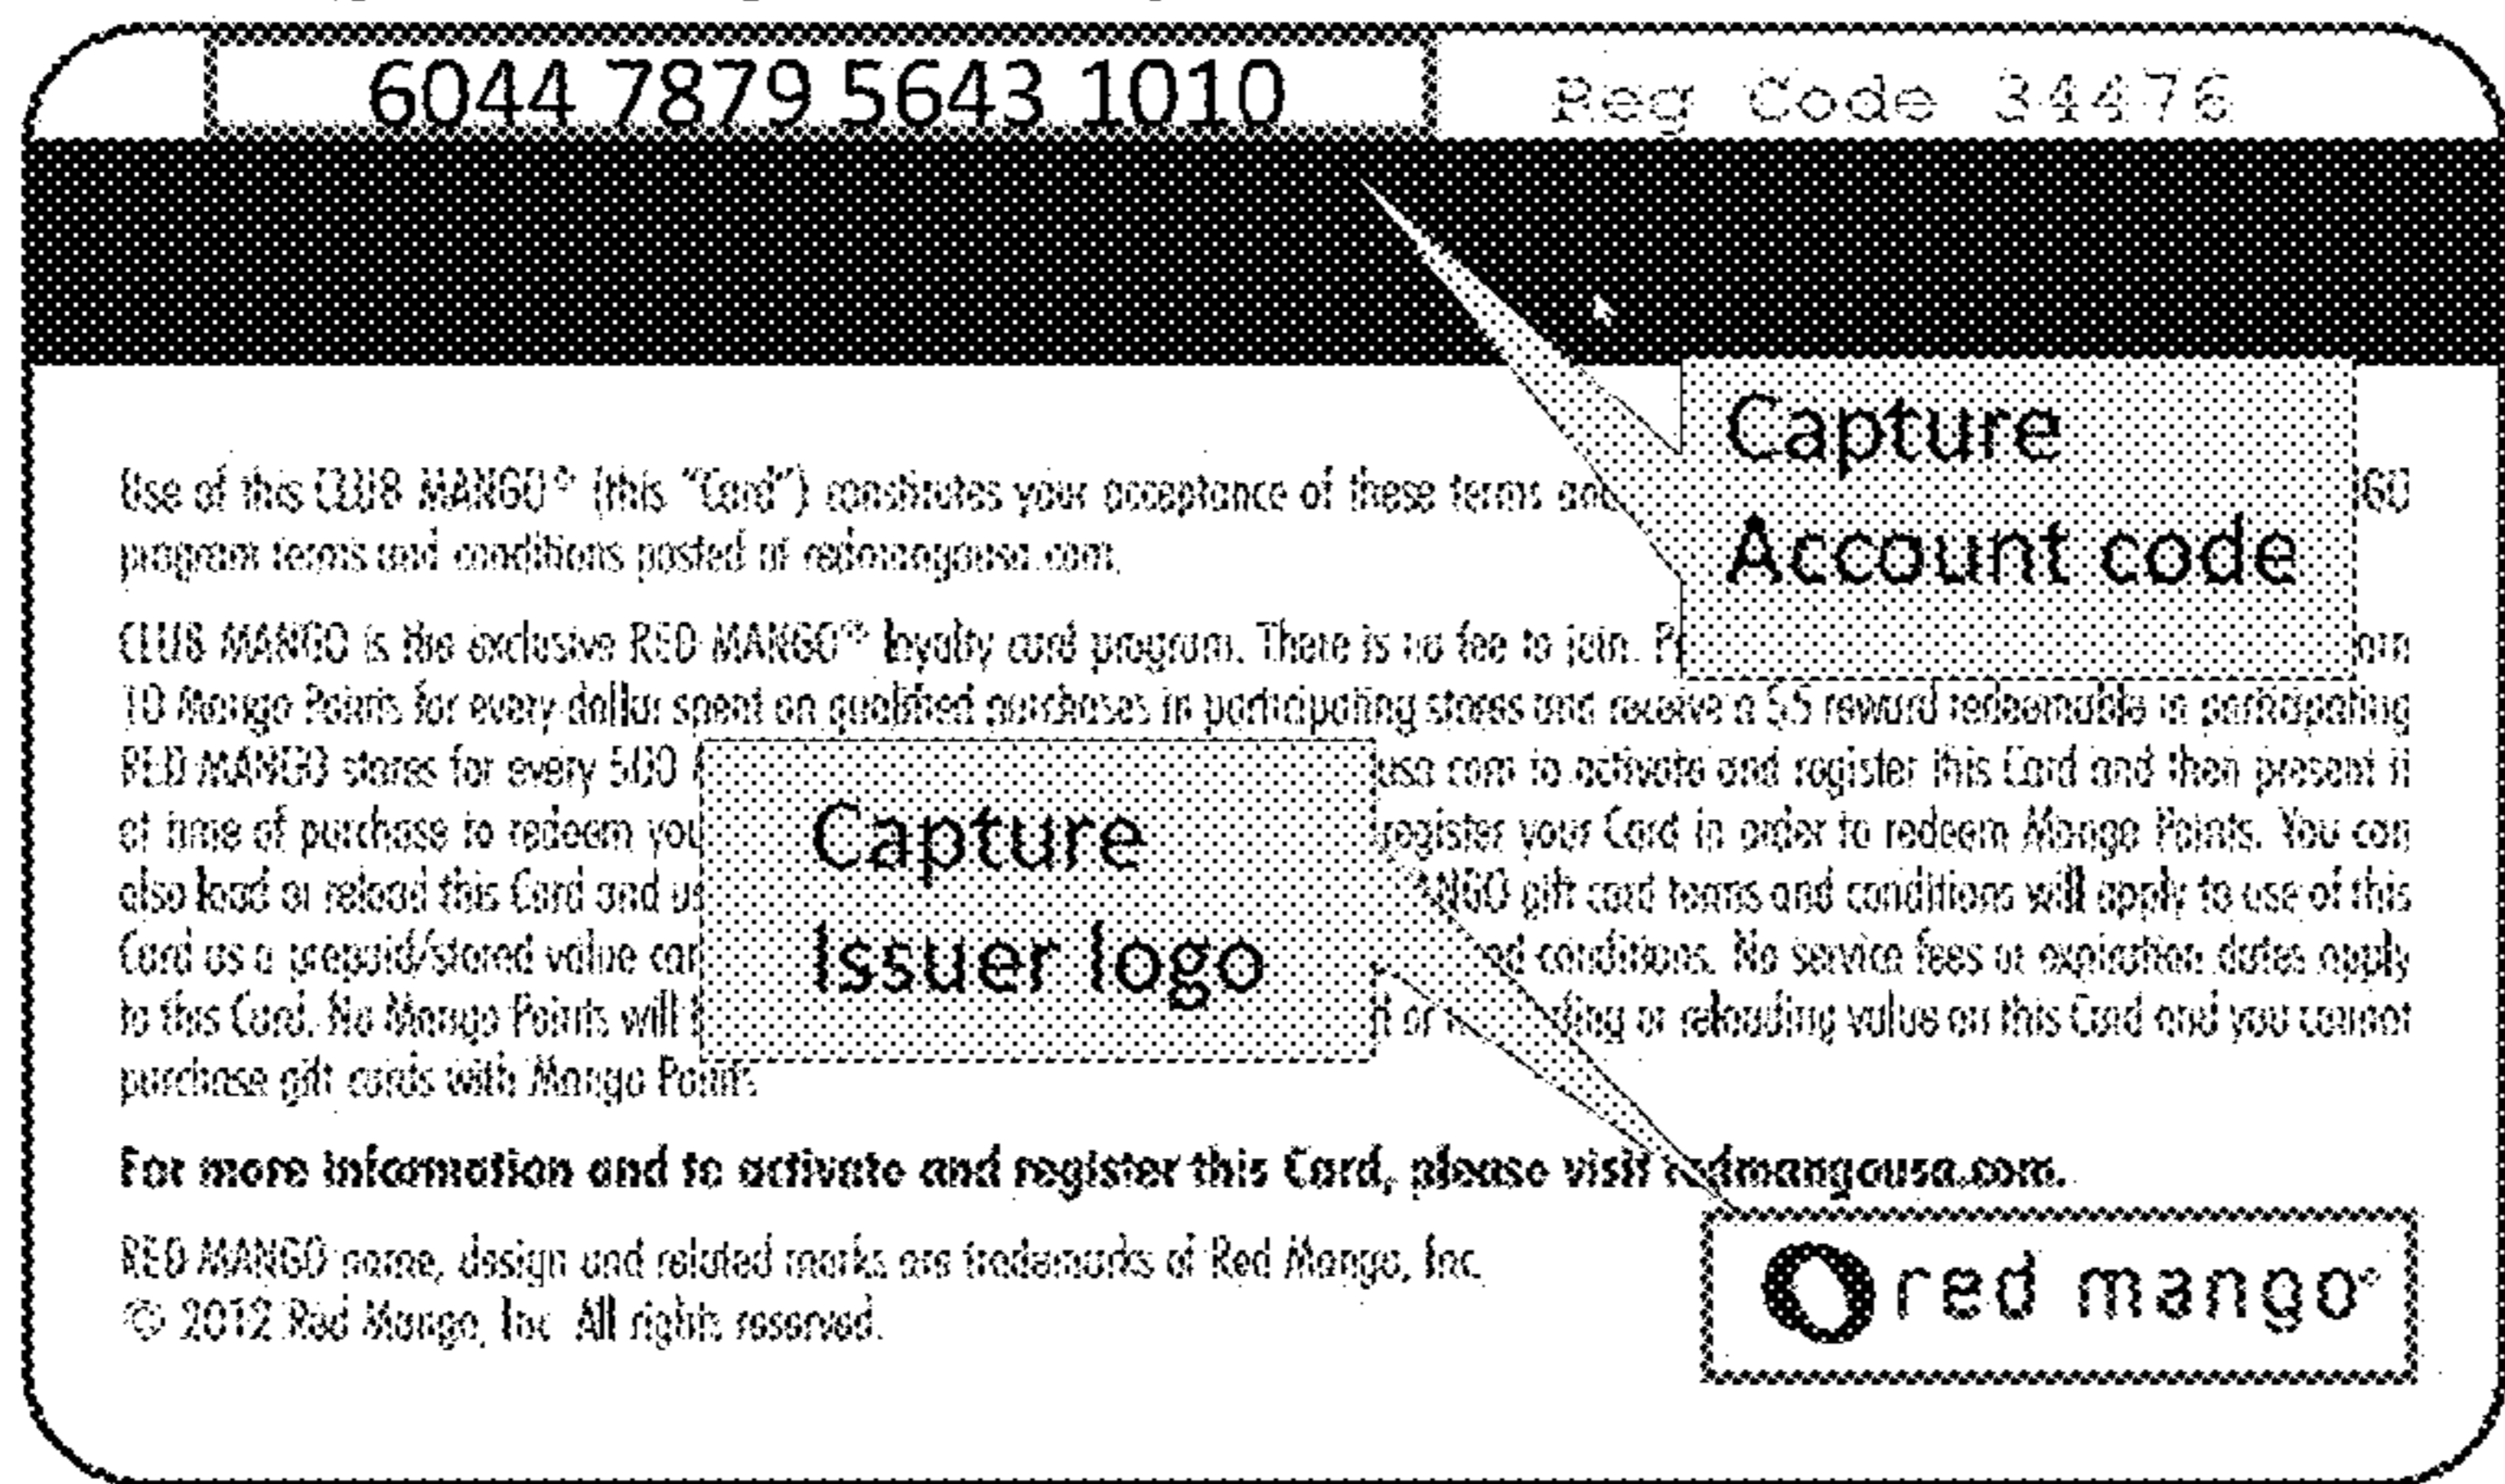 6044 7879 5643 1010 Reg Code 34476
Capture
Account code
Use of this CLUB MANGO® (this "Card") constitutes your acceptance of these terms and
program terms and conditions posted at redmangousa.com.
CLUB MANGO is the exclusive RED MANGO® loyalty card program. There is no fee to join.
10 Mango Points for every dollar spent on qualified purchases in participating stores and receive a $5 reward redeemable in participating
RED MANGO stores for every 500 usa.com to activate and register this Card and then present it
at time of purchase to redeem you register your Card in order to redeem Mango Points. You can
also load or reload this Card and us NGO gift card terms and conditions will apply to use of this
Card as a prepaid/stored value car nd conditions. No service fees or expiration dates apply
to this Card. No Mango Points will ding or reloading value on this Card and you cannot
purchase gift cards with Mango Points
Capture
Issuer logo
For more information and to activate and register this Card, please visit redmangousa.com.
RED MANGO name, design and related marks are trademarks of Red Mango, Inc.
© 2012 Red Mango, Inc. All rights reserved.
red mango®